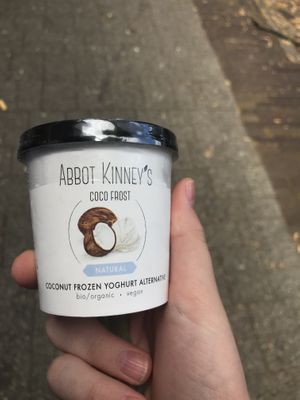 ABBOT KINNEY'S
COCO FROST
NATURAL
COCONUT FROZEN YOGHURT ALTERNATIVE
bio/organic • vegan